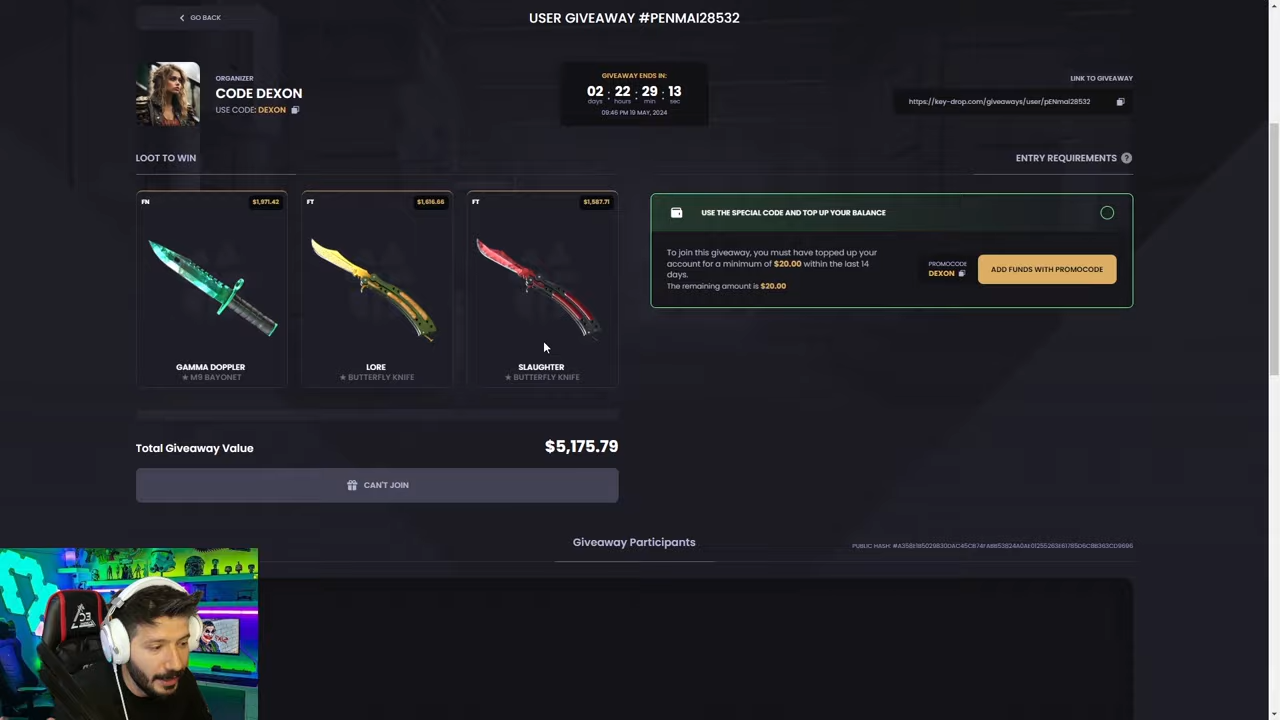 GO BACK
USER GIVEAWAY #PENMAI28532
ORGANIZER
CODE DEXON
USE CODE: DEXON
GIVEAWAY ENDS IN:
02 : 22 : 29 : 13
days hours min sec
09:46 PM 19 MAY, 2024
LINK TO GIVEAWAY
https://key-drop.com/giveaways/user/pENmaI28532
LOOT TO WIN
ENTRY REQUIREMENTS ?
FN $1,971.42
FT $1,616.66
FT $1,587.71
GAMMA DOPPLER
★ M9 BAYONET
LORE
★ BUTTERFLY KNIFE
SLAUGHTER
★ BUTTERFLY KNIFE
USE THE SPECIAL CODE AND TOP UP YOUR BALANCE
To join this giveaway, you must have topped up your
account for a minimum of $20.00 within the last 14
days.
The remaining amount is $20.00
PROMOCODE
DEXON
ADD FUNDS WITH PROMOCODE
Total Giveaway Value
$5,175.79
CAN'T JOIN
Giveaway Participants
PUBLIC HASH: